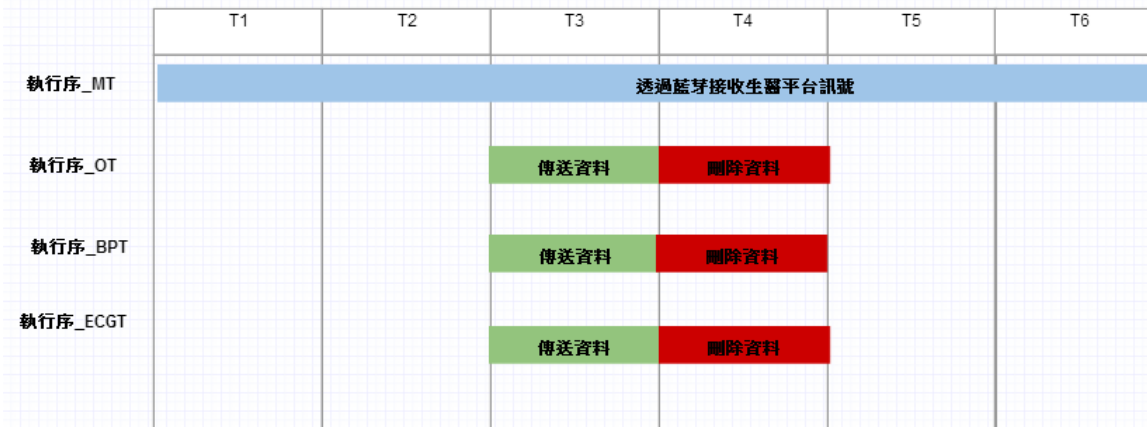 T1 T2 T3 T4 T5 T6
執行序_MT 透過藍芽接收生醫平台訊號
執行序_OT 傳送資料 刪除資料
執行序_BPT 傳送資料 刪除資料
執行序_ECGT
傳送資料 刪除資料